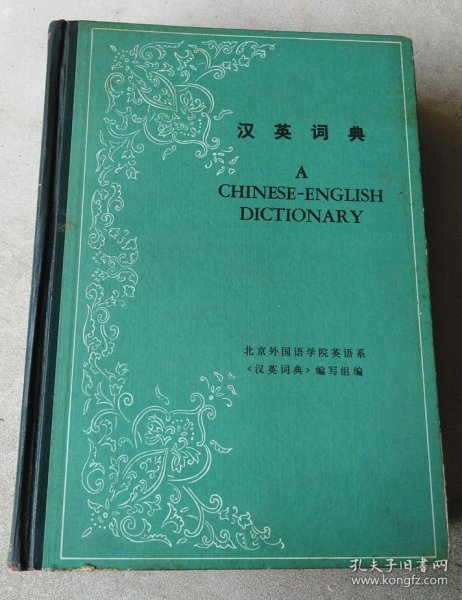 汉英词典
A
CHINESE-ENGLISH
DICTIONARY
北京外国语学院英语系
《汉英词典》编写组编
孔夫子旧书网
www.kongfz.com